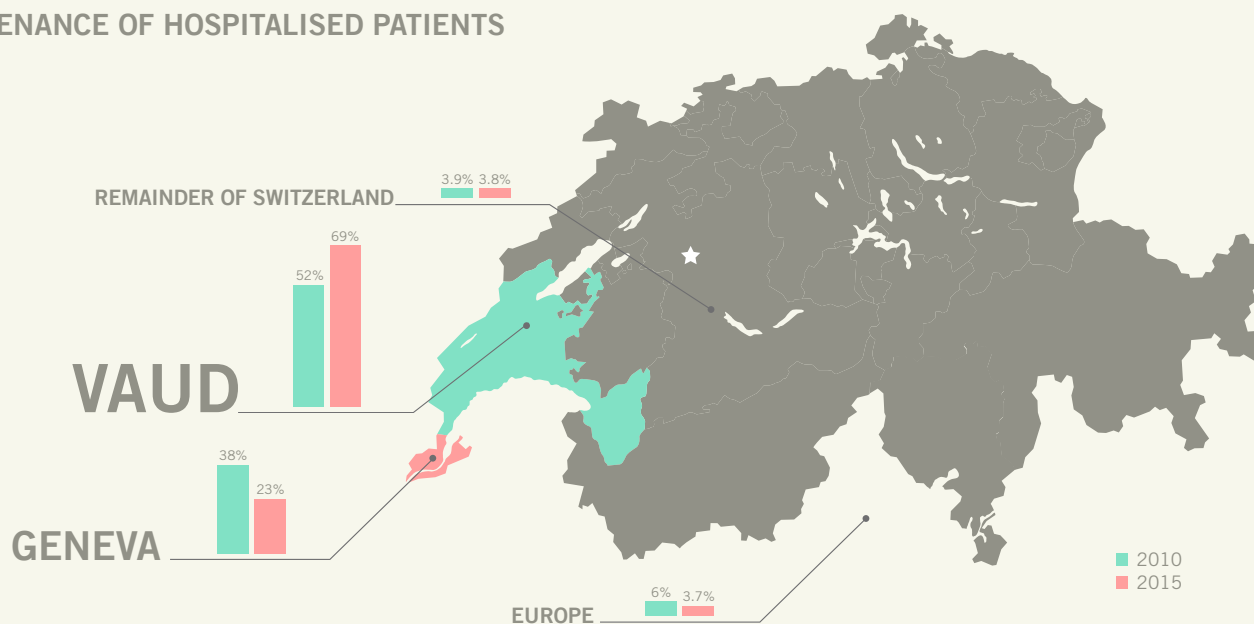 ENANCE OF HOSPITALISED PATIENTS
3.9% 3.8%
REMAINDER OF SWITZERLAND
69%
52%
VAUD
38%
23%
GENEVA
2010
2015
6% 3.7%
EUROPE